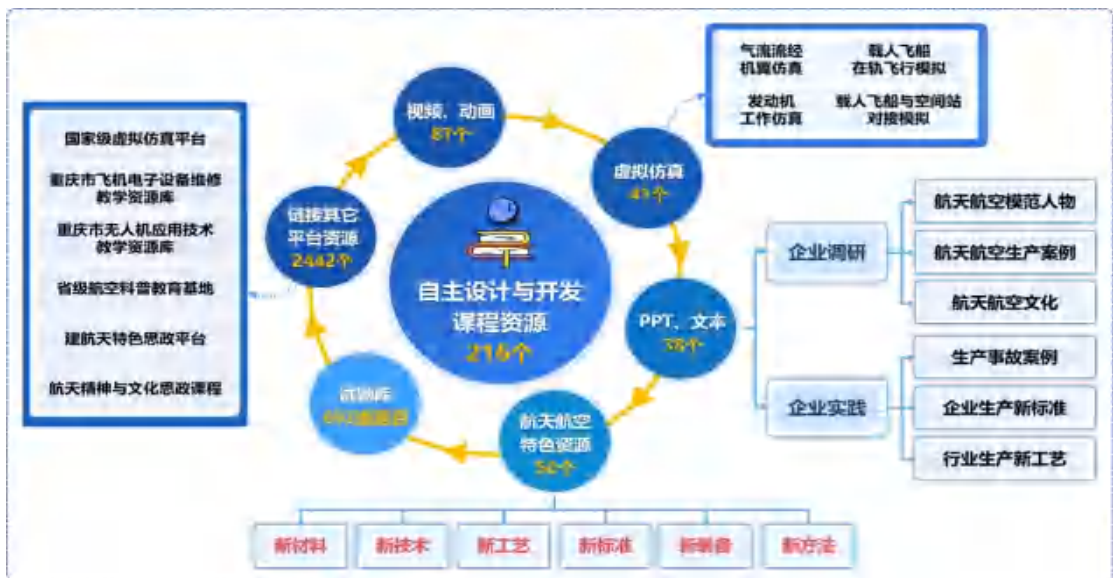 气流流经
机翼仿真
载人飞船
在轨飞行模拟
发动机
工作仿真
载人飞船与空间站
对接模拟
国家级虚拟仿真平台
重庆市飞机电子设备维修
教学资源库
重庆市无人机应用技术
教学资源库
省级航空科普教育基地
建航天特色思政平台
航天精神与文化思政课程
视频、动画
87个
虚拟仿真
41个
链接其它
平台资源
2442个
自主设计与开发
课程资源
216个
PPT、文本
38个
航天航空
特色资源
50个
试题库
企业调研
航天航空模范人物
航天航空生产案例
航天航空文化
企业实践
生产事故案例
企业生产新标准
行业生产新工艺
新材料
新技术
新工艺
新标准
新装备
新方法